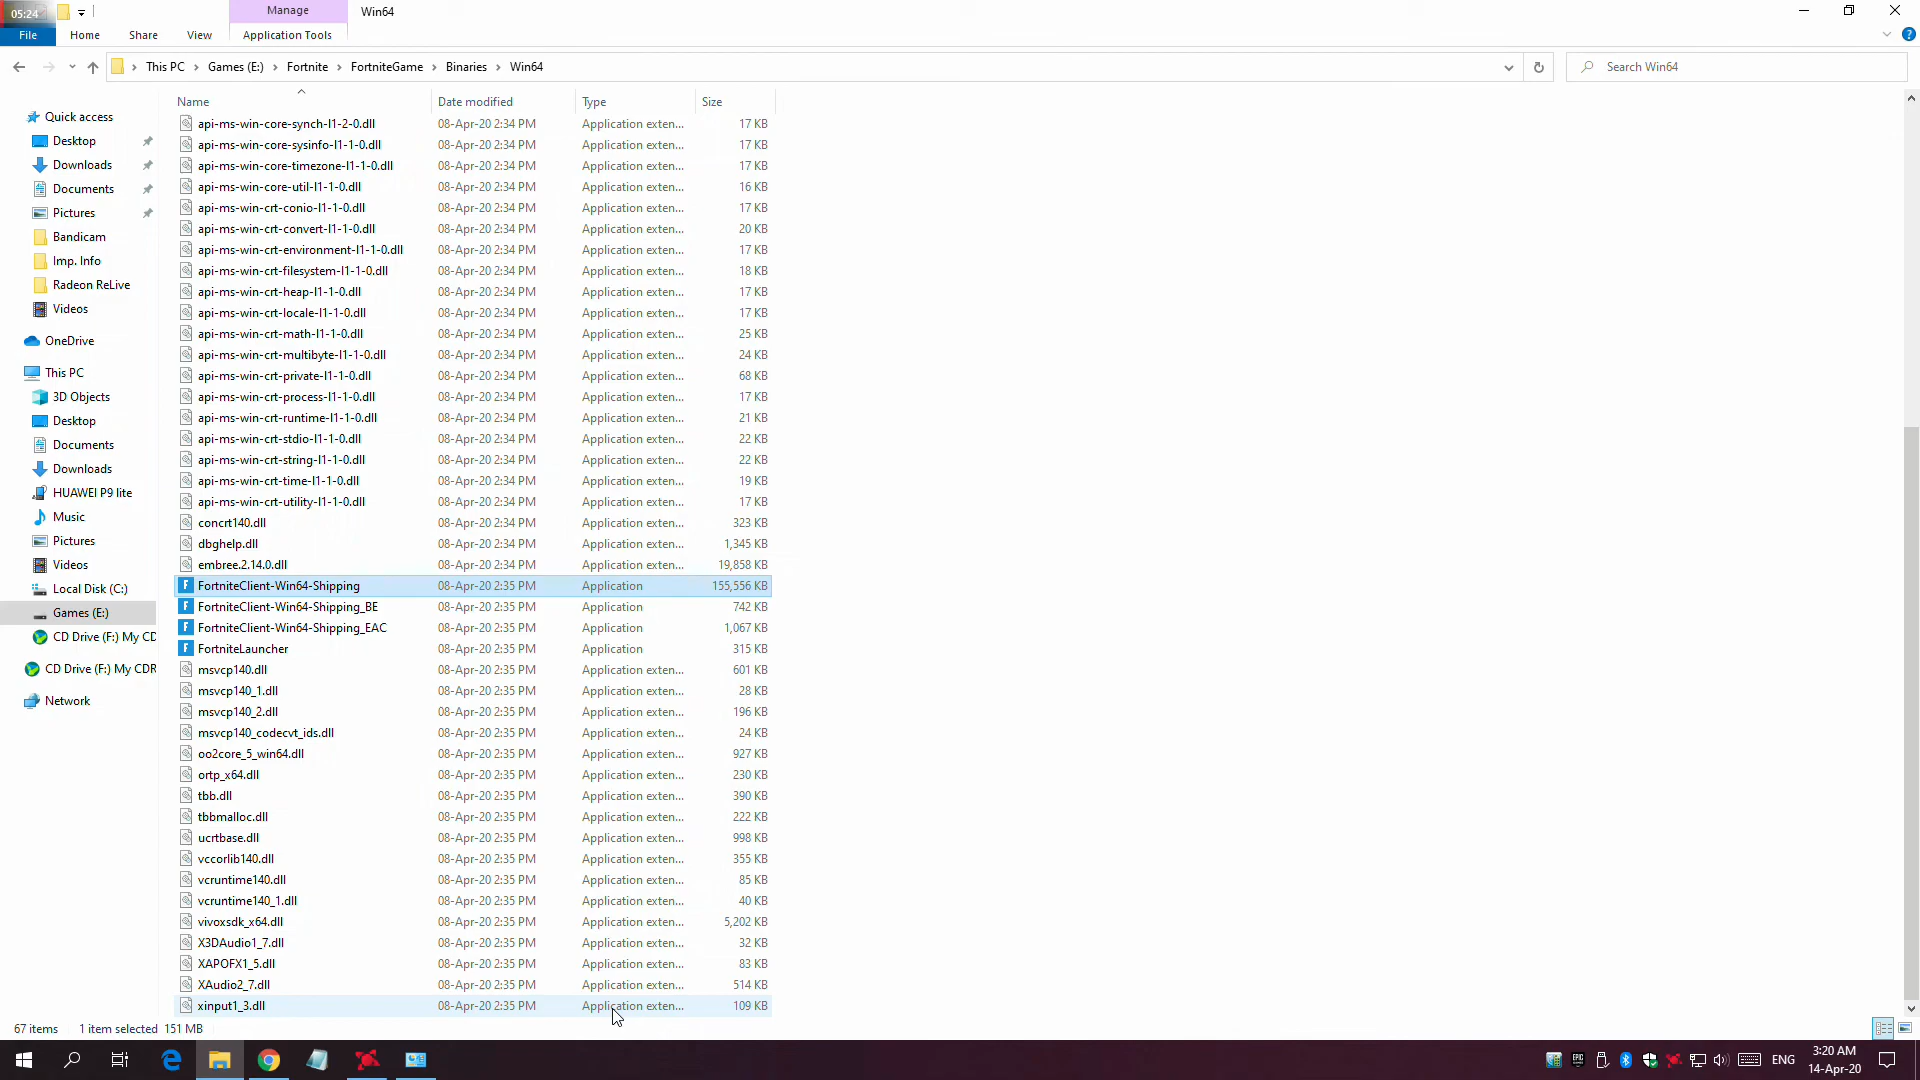 05:24
Manage
Win64
File
Home
Share
View
Application Tools
This PC
Games (E:)
Fortnite
FortniteGame
Binaries
Win64
Search Win64
Name
Date modified
Type
Size
Quick access
Desktop
Downloads
Documents
Pictures
Bandicam
Imp. Info
Radeon ReLive
Videos
OneDrive
This PC
3D Objects
Desktop
Documents
Downloads
HUAWEI P9 lite
Music
Pictures
Videos
Local Disk (C:)
Games (E:)
CD Drive (F:) My CD
CD Drive (F:) My CDR
Network
api-ms-win-core-synch-l1-2-0.dll 08-Apr-20 2:34 PM Application exten... 17 KB
api-ms-win-core-sysinfo-l1-1-0.dll 08-Apr-20 2:34 PM Application exten... 17 KB
api-ms-win-core-timezone-l1-1-0.dll 08-Apr-20 2:34 PM Application exten... 17 KB
api-ms-win-core-util-l1-1-0.dll 08-Apr-20 2:34 PM Application exten... 16 KB
api-ms-win-crt-conio-l1-1-0.dll 08-Apr-20 2:34 PM Application exten... 17 KB
api-ms-win-crt-convert-l1-1-0.dll 08-Apr-20 2:34 PM Application exten... 20 KB
api-ms-win-crt-environment-l1-1-0.dll 08-Apr-20 2:34 PM Application exten... 17 KB
api-ms-win-crt-filesystem-l1-1-0.dll 08-Apr-20 2:34 PM Application exten... 18 KB
api-ms-win-crt-heap-l1-1-0.dll 08-Apr-20 2:34 PM Application exten... 17 KB
api-ms-win-crt-locale-l1-1-0.dll 08-Apr-20 2:34 PM Application exten... 17 KB
api-ms-win-crt-math-l1-1-0.dll 08-Apr-20 2:34 PM Application exten... 25 KB
api-ms-win-crt-multibyte-l1-1-0.dll 08-Apr-20 2:34 PM Application exten... 24 KB
api-ms-win-crt-private-l1-1-0.dll 08-Apr-20 2:34 PM Application exten... 68 KB
api-ms-win-crt-process-l1-1-0.dll 08-Apr-20 2:34 PM Application exten... 17 KB
api-ms-win-crt-runtime-l1-1-0.dll 08-Apr-20 2:34 PM Application exten... 21 KB
api-ms-win-crt-stdio-l1-1-0.dll 08-Apr-20 2:34 PM Application exten... 22 KB
api-ms-win-crt-string-l1-1-0.dll 08-Apr-20 2:34 PM Application exten... 22 KB
api-ms-win-crt-time-l1-1-0.dll 08-Apr-20 2:34 PM Application exten... 19 KB
api-ms-win-crt-utility-l1-1-0.dll 08-Apr-20 2:34 PM Application exten... 17 KB
concrt140.dll 08-Apr-20 2:34 PM Application exten... 323 KB
dbghelp.dll 08-Apr-20 2:34 PM Application exten... 1,345 KB
embree.2.14.0.dll 08-Apr-20 2:34 PM Application exten... 19,858 KB
FortniteClient-Win64-Shipping 08-Apr-20 2:35 PM Application 155,556 KB
FortniteClient-Win64-Shipping_BE 08-Apr-20 2:35 PM Application 742 KB
FortniteClient-Win64-Shipping_EAC 08-Apr-20 2:35 PM Application 1,067 KB
FortniteLauncher 08-Apr-20 2:35 PM Application 315 KB
msvcp140.dll 08-Apr-20 2:35 PM Application exten... 601 KB
msvcp140_1.dll 08-Apr-20 2:35 PM Application exten... 28 KB
msvcp140_2.dll 08-Apr-20 2:35 PM Application exten... 196 KB
msvcp140_codecvt_ids.dll 08-Apr-20 2:35 PM Application exten... 24 KB
oo2core_5_win64.dll 08-Apr-20 2:35 PM Application exten... 927 KB
ortp_x64.dll 08-Apr-20 2:35 PM Application exten... 230 KB
tbb.dll 08-Apr-20 2:35 PM Application exten... 390 KB
tbbmalloc.dll 08-Apr-20 2:35 PM Application exten... 222 KB
ucrtbase.dll 08-Apr-20 2:35 PM Application exten... 998 KB
vccorlib140.dll 08-Apr-20 2:35 PM Application exten... 355 KB
vcruntime140.dll 08-Apr-20 2:35 PM Application exten... 85 KB
vcruntime140_1.dll 08-Apr-20 2:35 PM Application exten... 40 KB
vivoxsdk_x64.dll 08-Apr-20 2:35 PM Application exten... 5,202 KB
X3DAudio1_7.dll 08-Apr-20 2:35 PM Application exten... 32 KB
XAPOFX1_5.dll 08-Apr-20 2:35 PM Application exten... 83 KB
XAudio2_7.dll 08-Apr-20 2:35 PM Application exten... 514 KB
xinput1_3.dll 08-Apr-20 2:35 PM Application exten... 109 KB
67 items 1 item selected 151 MB
ENG
3:20 AM
14-Apr-20